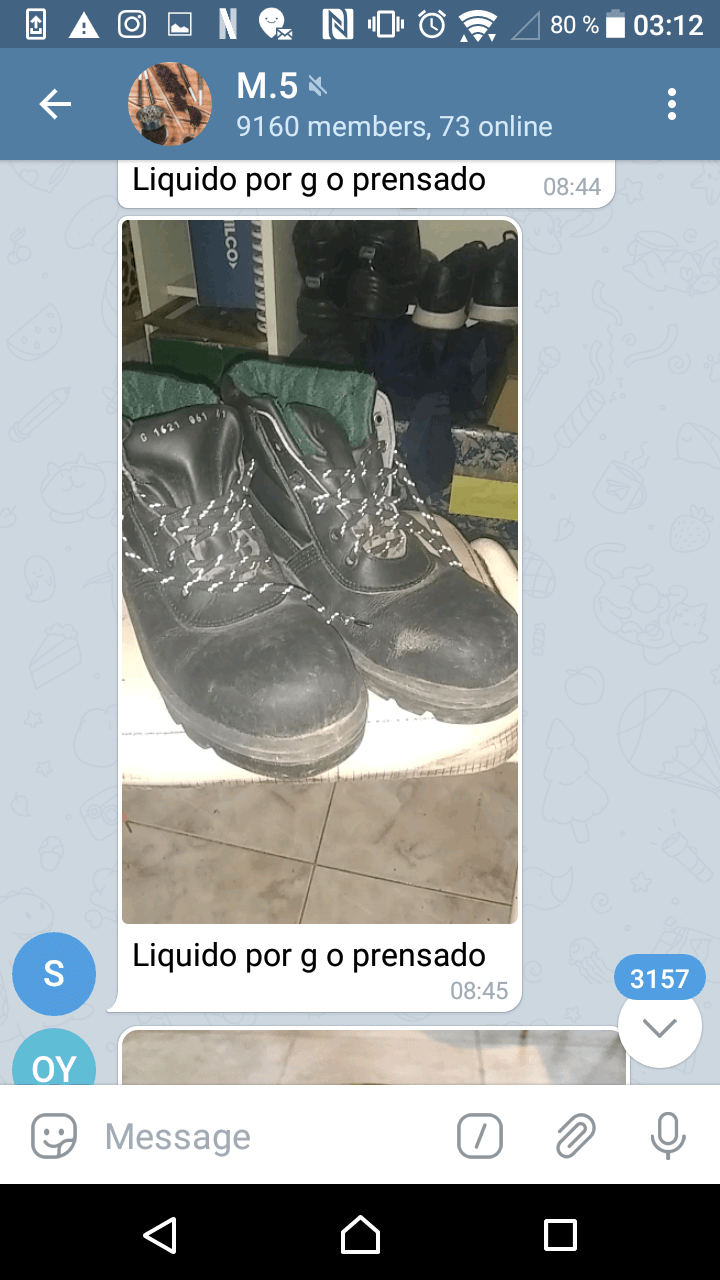 80 % 03:12
M.5
9160 members, 73 online
Liquido por g o prensado 08:44
ILCO
G 1621 061 41
Liquido por g o prensado
08:45
S
3157
OY
Message